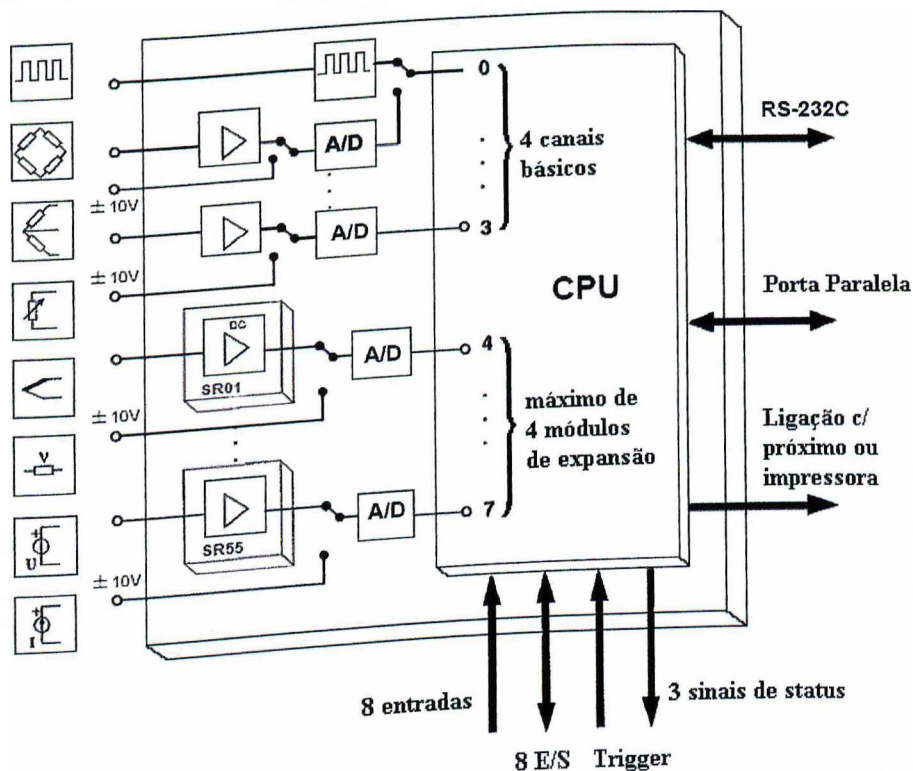 0
RS-232C
A/D
4 canais
básicos
± 10V
A/D
3
± 10V
CPU
Porta Paralela
DC
SR01
A/D
4
± 10V
máximo de
4 módulos
de expansão
Ligação c/
próximo ou
impressora
V
SR55
A/D
7
+
U
± 10V
+
I
8 entradas
3 sinais de status
8 E/S
Trigger